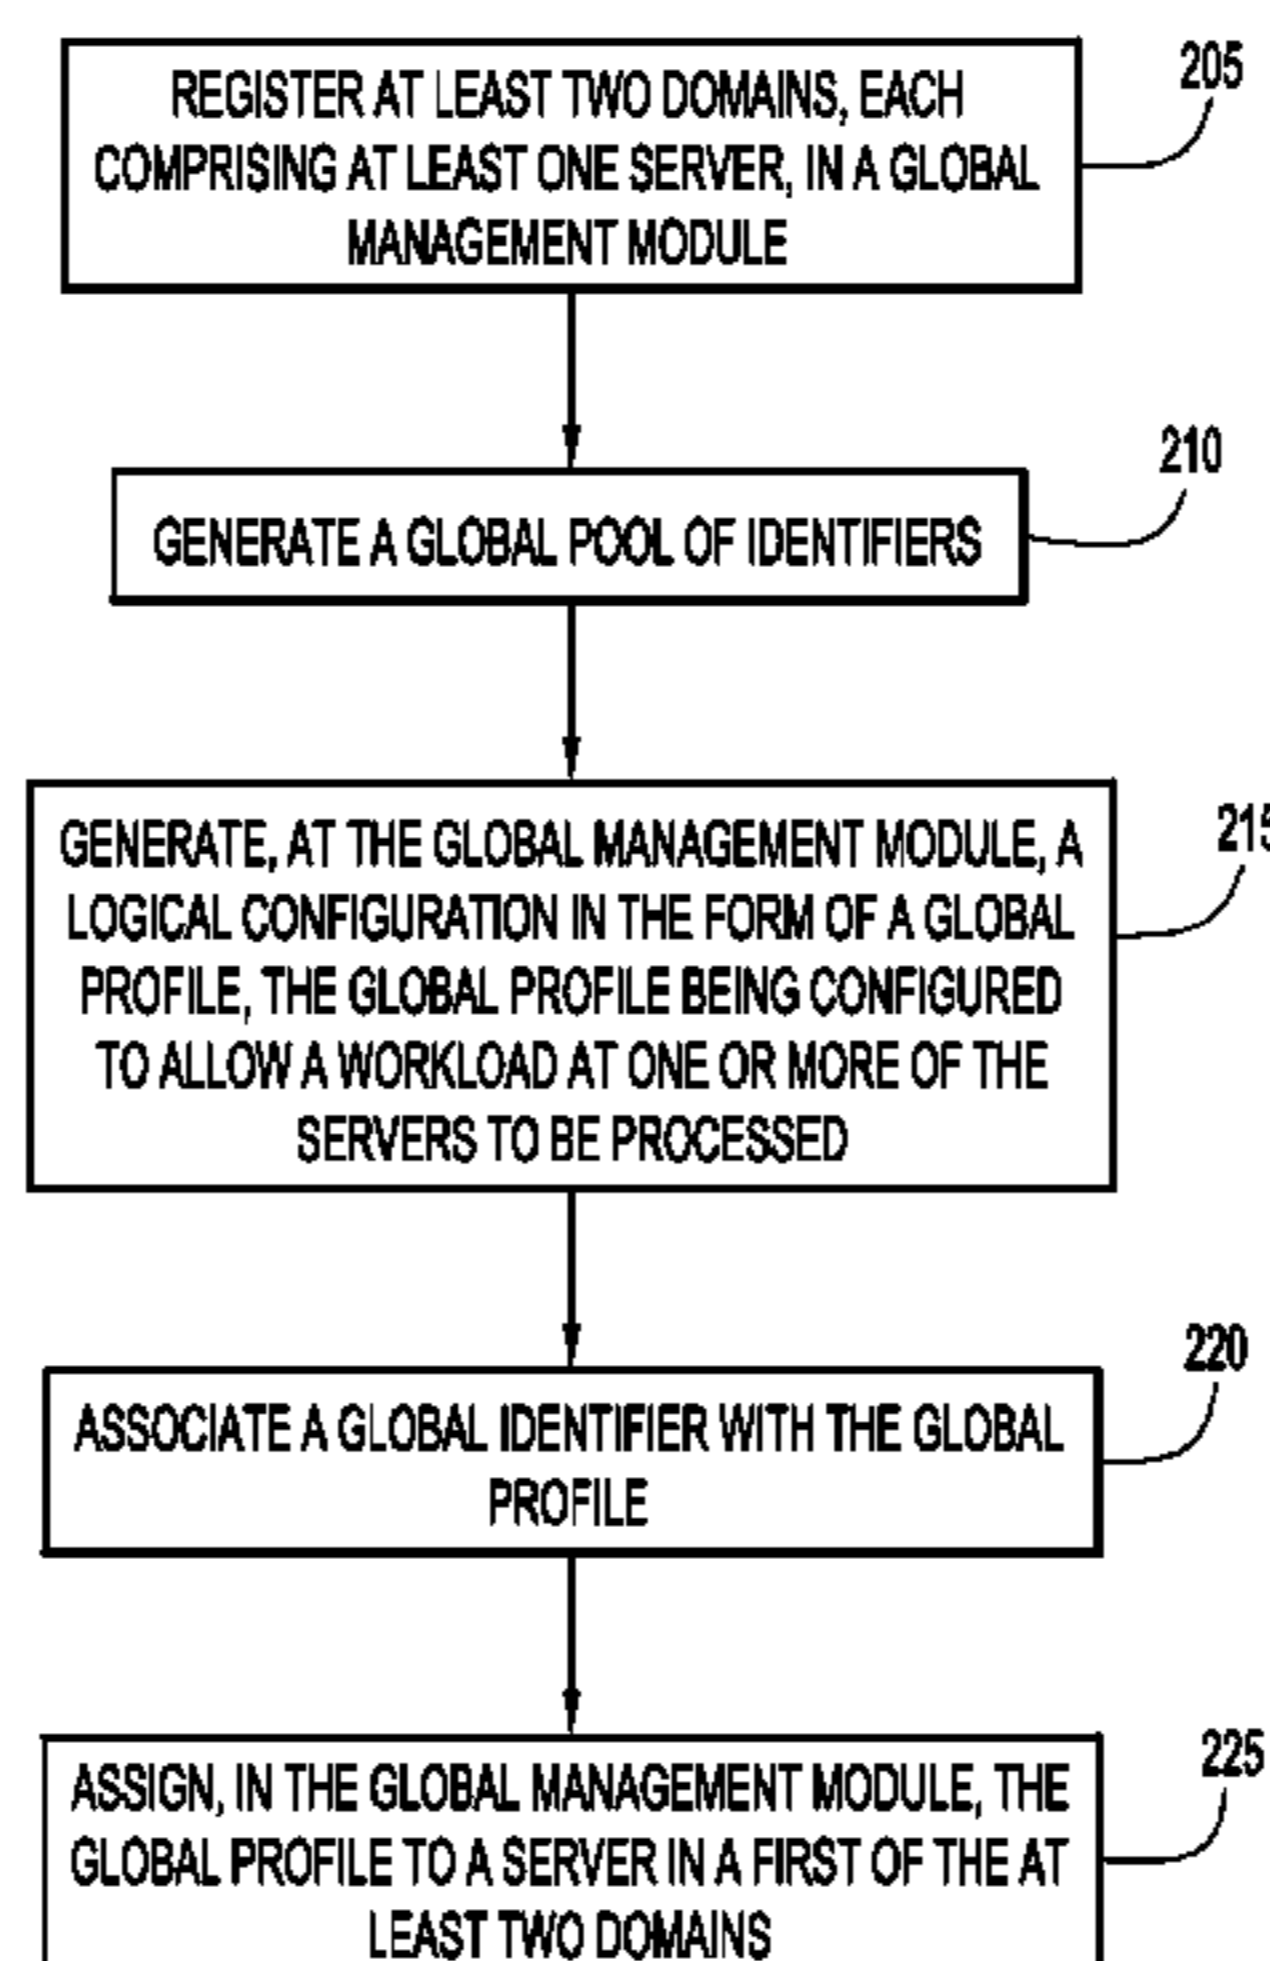 205
REGISTER AT LEAST TWO DOMAINS, EACH
COMPRISING AT LEAST ONE SERVER, IN A GLOBAL
MANAGEMENT MODULE
210
GENERATE A GLOBAL POOL OF IDENTIFIERS
215
GENERATE, AT THE GLOBAL MANAGEMENT MODULE, A
LOGICAL CONFIGURATION IN THE FORM OF A GLOBAL
PROFILE, THE GLOBAL PROFILE BEING CONFIGURED
TO ALLOW A WORKLOAD AT ONE OR MORE OF THE
SERVERS TO BE PROCESSED
220
ASSOCIATE A GLOBAL IDENTIFIER WITH THE GLOBAL
PROFILE
225
ASSIGN, IN THE GLOBAL MANAGEMENT MODULE, THE
GLOBAL PROFILE TO A SERVER IN A FIRST OF THE AT
LEAST TWO DOMAINS